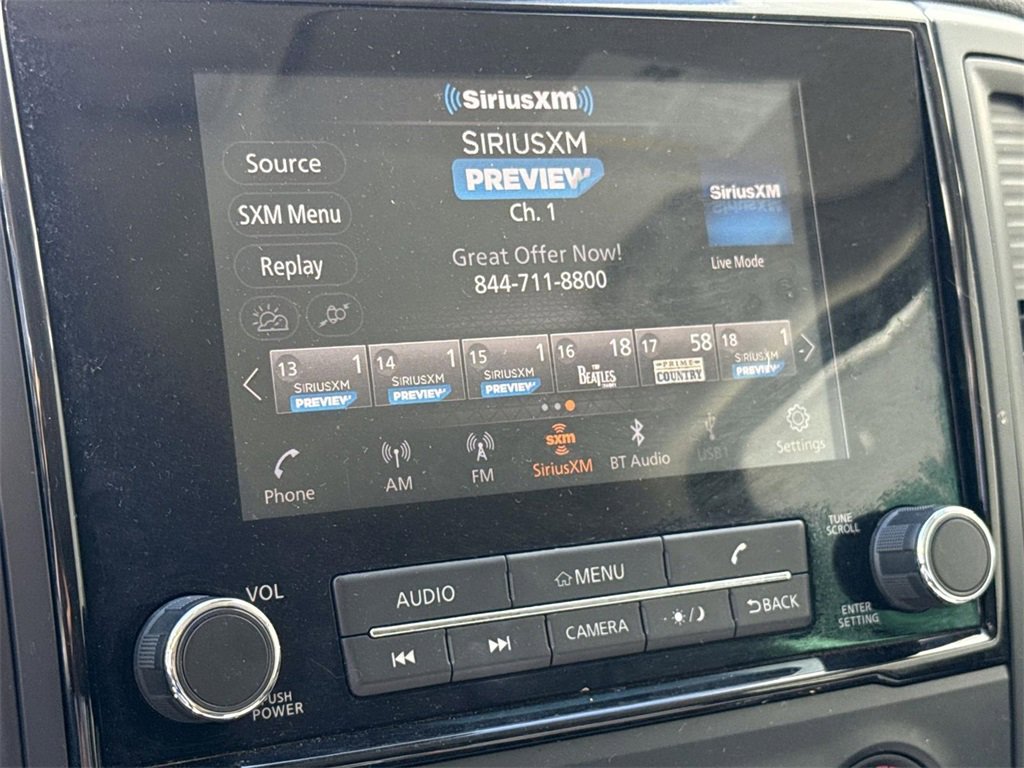 SiriusXM
SIRIUSXM
PREVIEW
Ch. 1
Great Offer Now!
844-711-8800
Source
SXM Menu
Replay
SiriusXM
Live Mode
13 1
SIRIUSXM
PREVIEW
14 1
SIRIUSXM
PREVIEW
15 1
SIRIUSXM
PREVIEW
16 18
THE
BEATLES
CHANNEL
17 58
PRIME
COUNTRY
18 1
SIRIUSXM
PREVIEW
Phone
AM
FM
sxm
SiriusXM
BT Audio
USB1
Settings
VOL
PUSH
POWER
AUDIO
MENU
CAMERA
BACK
TUNE
SCROLL
ENTER
SETTING